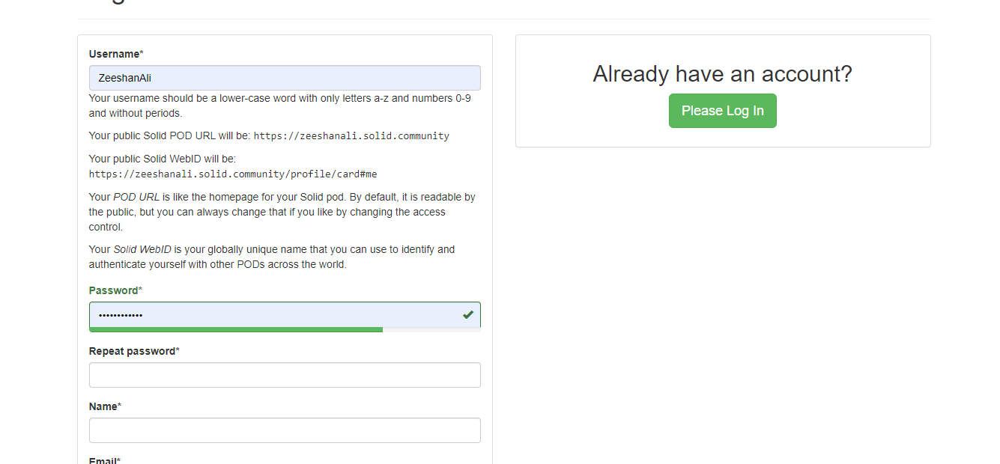 Username*
ZeeshanAli
Your username should be a lower-case word with only letters a-z and numbers 0-9
and without periods.
Your public Solid POD URL will be: https://zeeshanali.solid.community
Your public Solid WebID will be:
https://zeeshanali.solid.community/profile/card#me
Your POD URL is like the homepage for your Solid pod. By default, it is readable by
the public, but you can always change that if you like by changing the access
control.
Your Solid WebID is your globally unique name that you can use to identify and
authenticate yourself with other PODs across the world.
Password*
••••••••••••
Repeat password*
Name*
Email*
Already have an account?
Please Log In